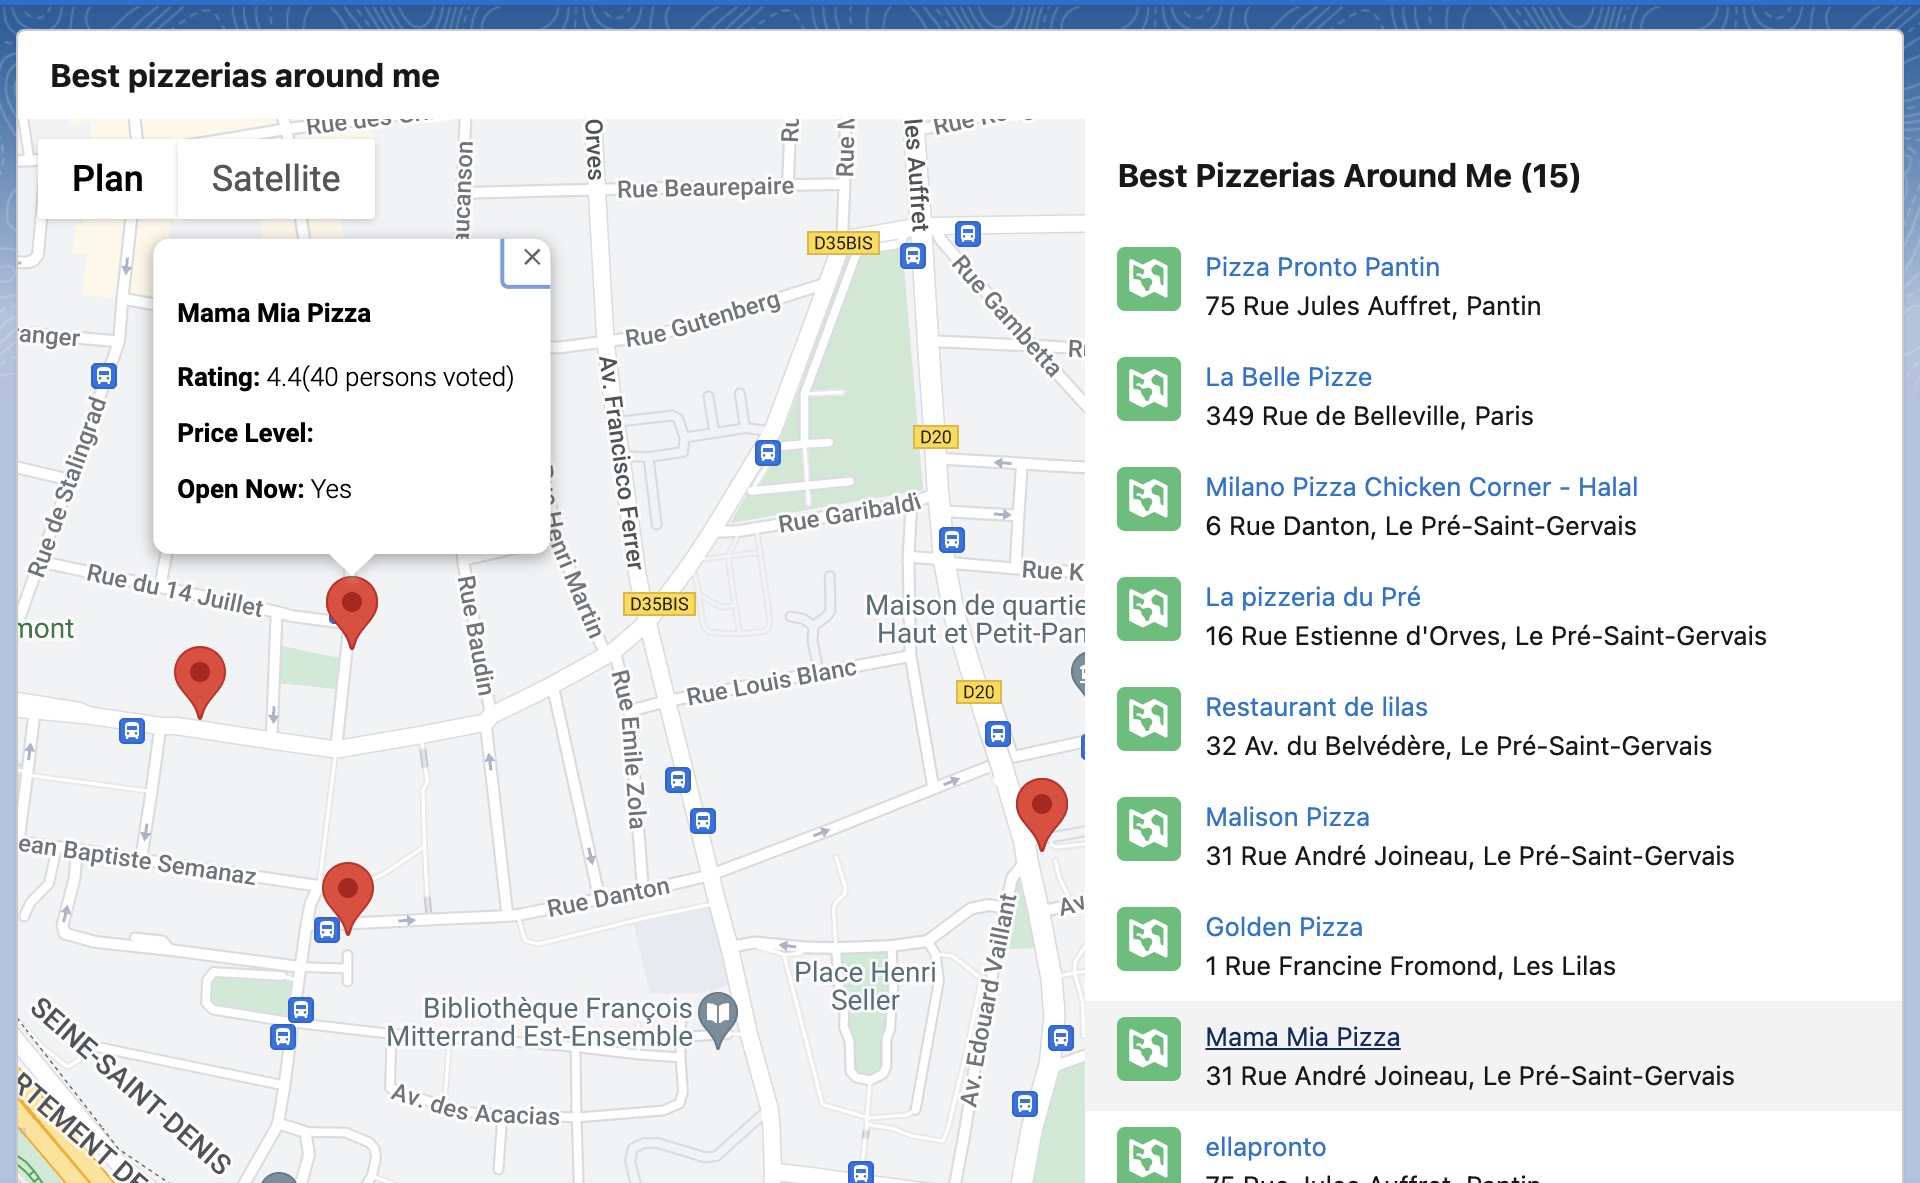 Best pizzerias around me
Plan
Satellite
Mama Mia Pizza
Rating: 4.4(40 persons voted)
Price Level:
Open Now: Yes
Rue des
Orves
les Auffret
Rue Beaurepaire
D35BIS
Rue Gutenberg
Rue Gambetta
anger
Rue de Stalingrad
Av. Francisco Ferrer
D20
Rue Garibaldi
Henri Martin
Rue du 14 Juillet
mont
Rue Baudin
D35BIS
Rue K
Maison de quartie
Haut et Petit-Pan
Rue Louis Blanc
D20
Rue Emile Zola
ean Baptiste Semanaz
Rue Danton
Av
Av. Edouard Vaillant
Place Henri
Seller
Bibliothèque François
Mitterrand Est-Ensemble
Av. des Acacias
SEINE-SAINT-DENIS
RTEMENT DE
Best Pizzerias Around Me (15)
Pizza Pronto Pantin
75 Rue Jules Auffret, Pantin
La Belle Pizze
349 Rue de Belleville, Paris
Milano Pizza Chicken Corner - Halal
6 Rue Danton, Le Pré-Saint-Gervais
La pizzeria du Pré
16 Rue Estienne d'Orves, Le Pré-Saint-Gervais
Restaurant de lilas
32 Av. du Belvédère, Le Pré-Saint-Gervais
Malison Pizza
31 Rue André Joineau, Le Pré-Saint-Gervais
Golden Pizza
1 Rue Francine Fromond, Les Lilas
Mama Mia Pizza
31 Rue André Joineau, Le Pré-Saint-Gervais
ellapronto
75 Rue Jules Auffret, Pantin